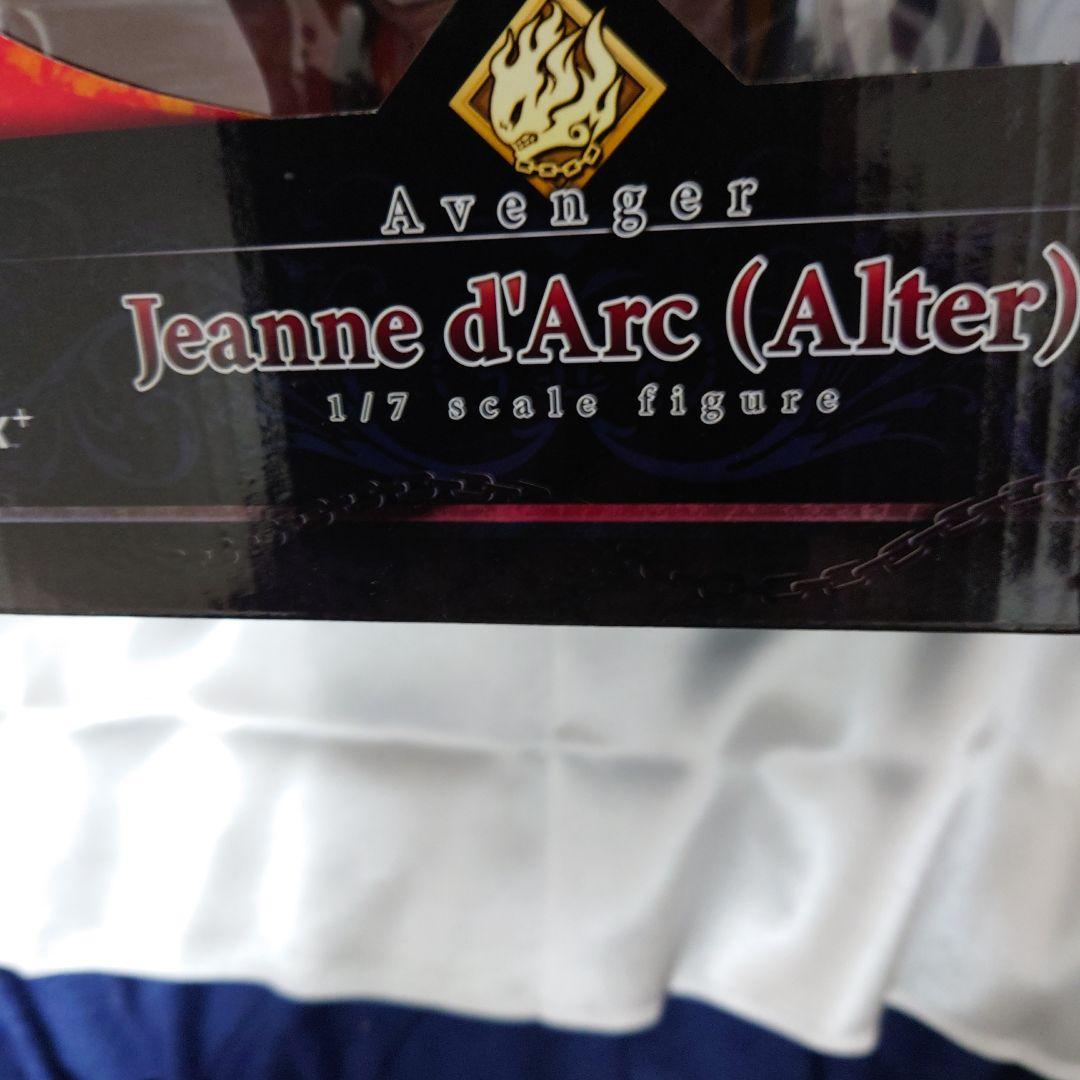 Avenger
Jeanne d'Arc (Alter)
1/7 scale figure